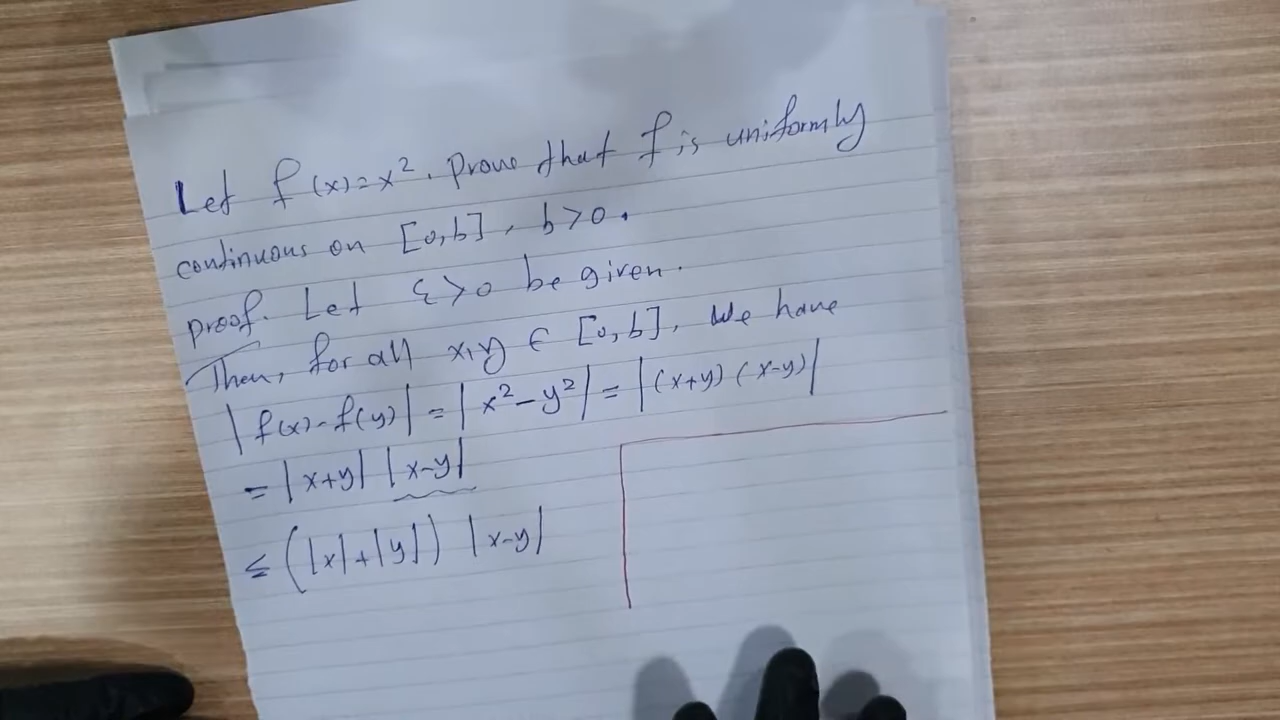 Let f(x)=x². Prove that f is uniformly
continuous on [0,b], b>0.
proof. Let ε>0 be given.
Then, for all x,y ∈ [0,b], We have
|f(x)-f(y)| = |x²-y²| = |(x+y)(x-y)|
= |x+y| |x-y|
≤ (|x|+|y|) |x-y|